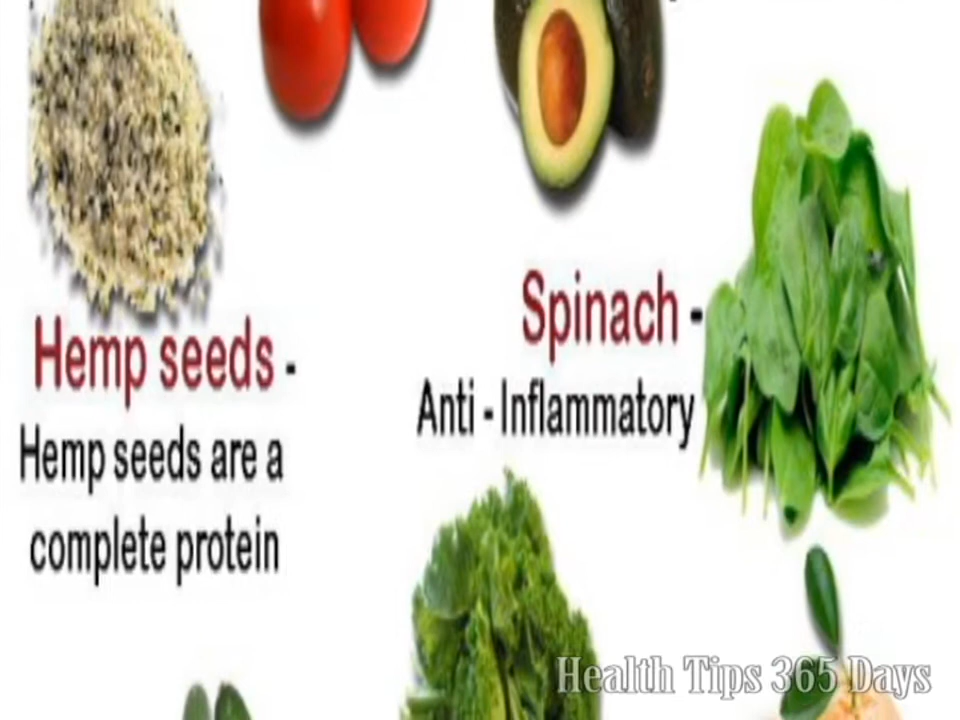 Hemp seeds -
Hemp seeds are a
complete protein
Spinach -
Anti - Inflammatory
Health Tips 365 Days